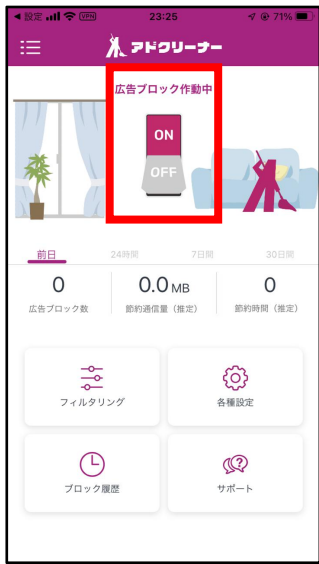 ◀ 設定 VPN 23:25 71%
アドクリーナー
広告ブロック作動中
ON
OFF
前日 24時間 7日間 30日間
0 0.0 MB 0
広告ブロック数 節約通信量（推定） 節約時間（推定）
フィルタリング 各種設定
ブロック履歴 サポート